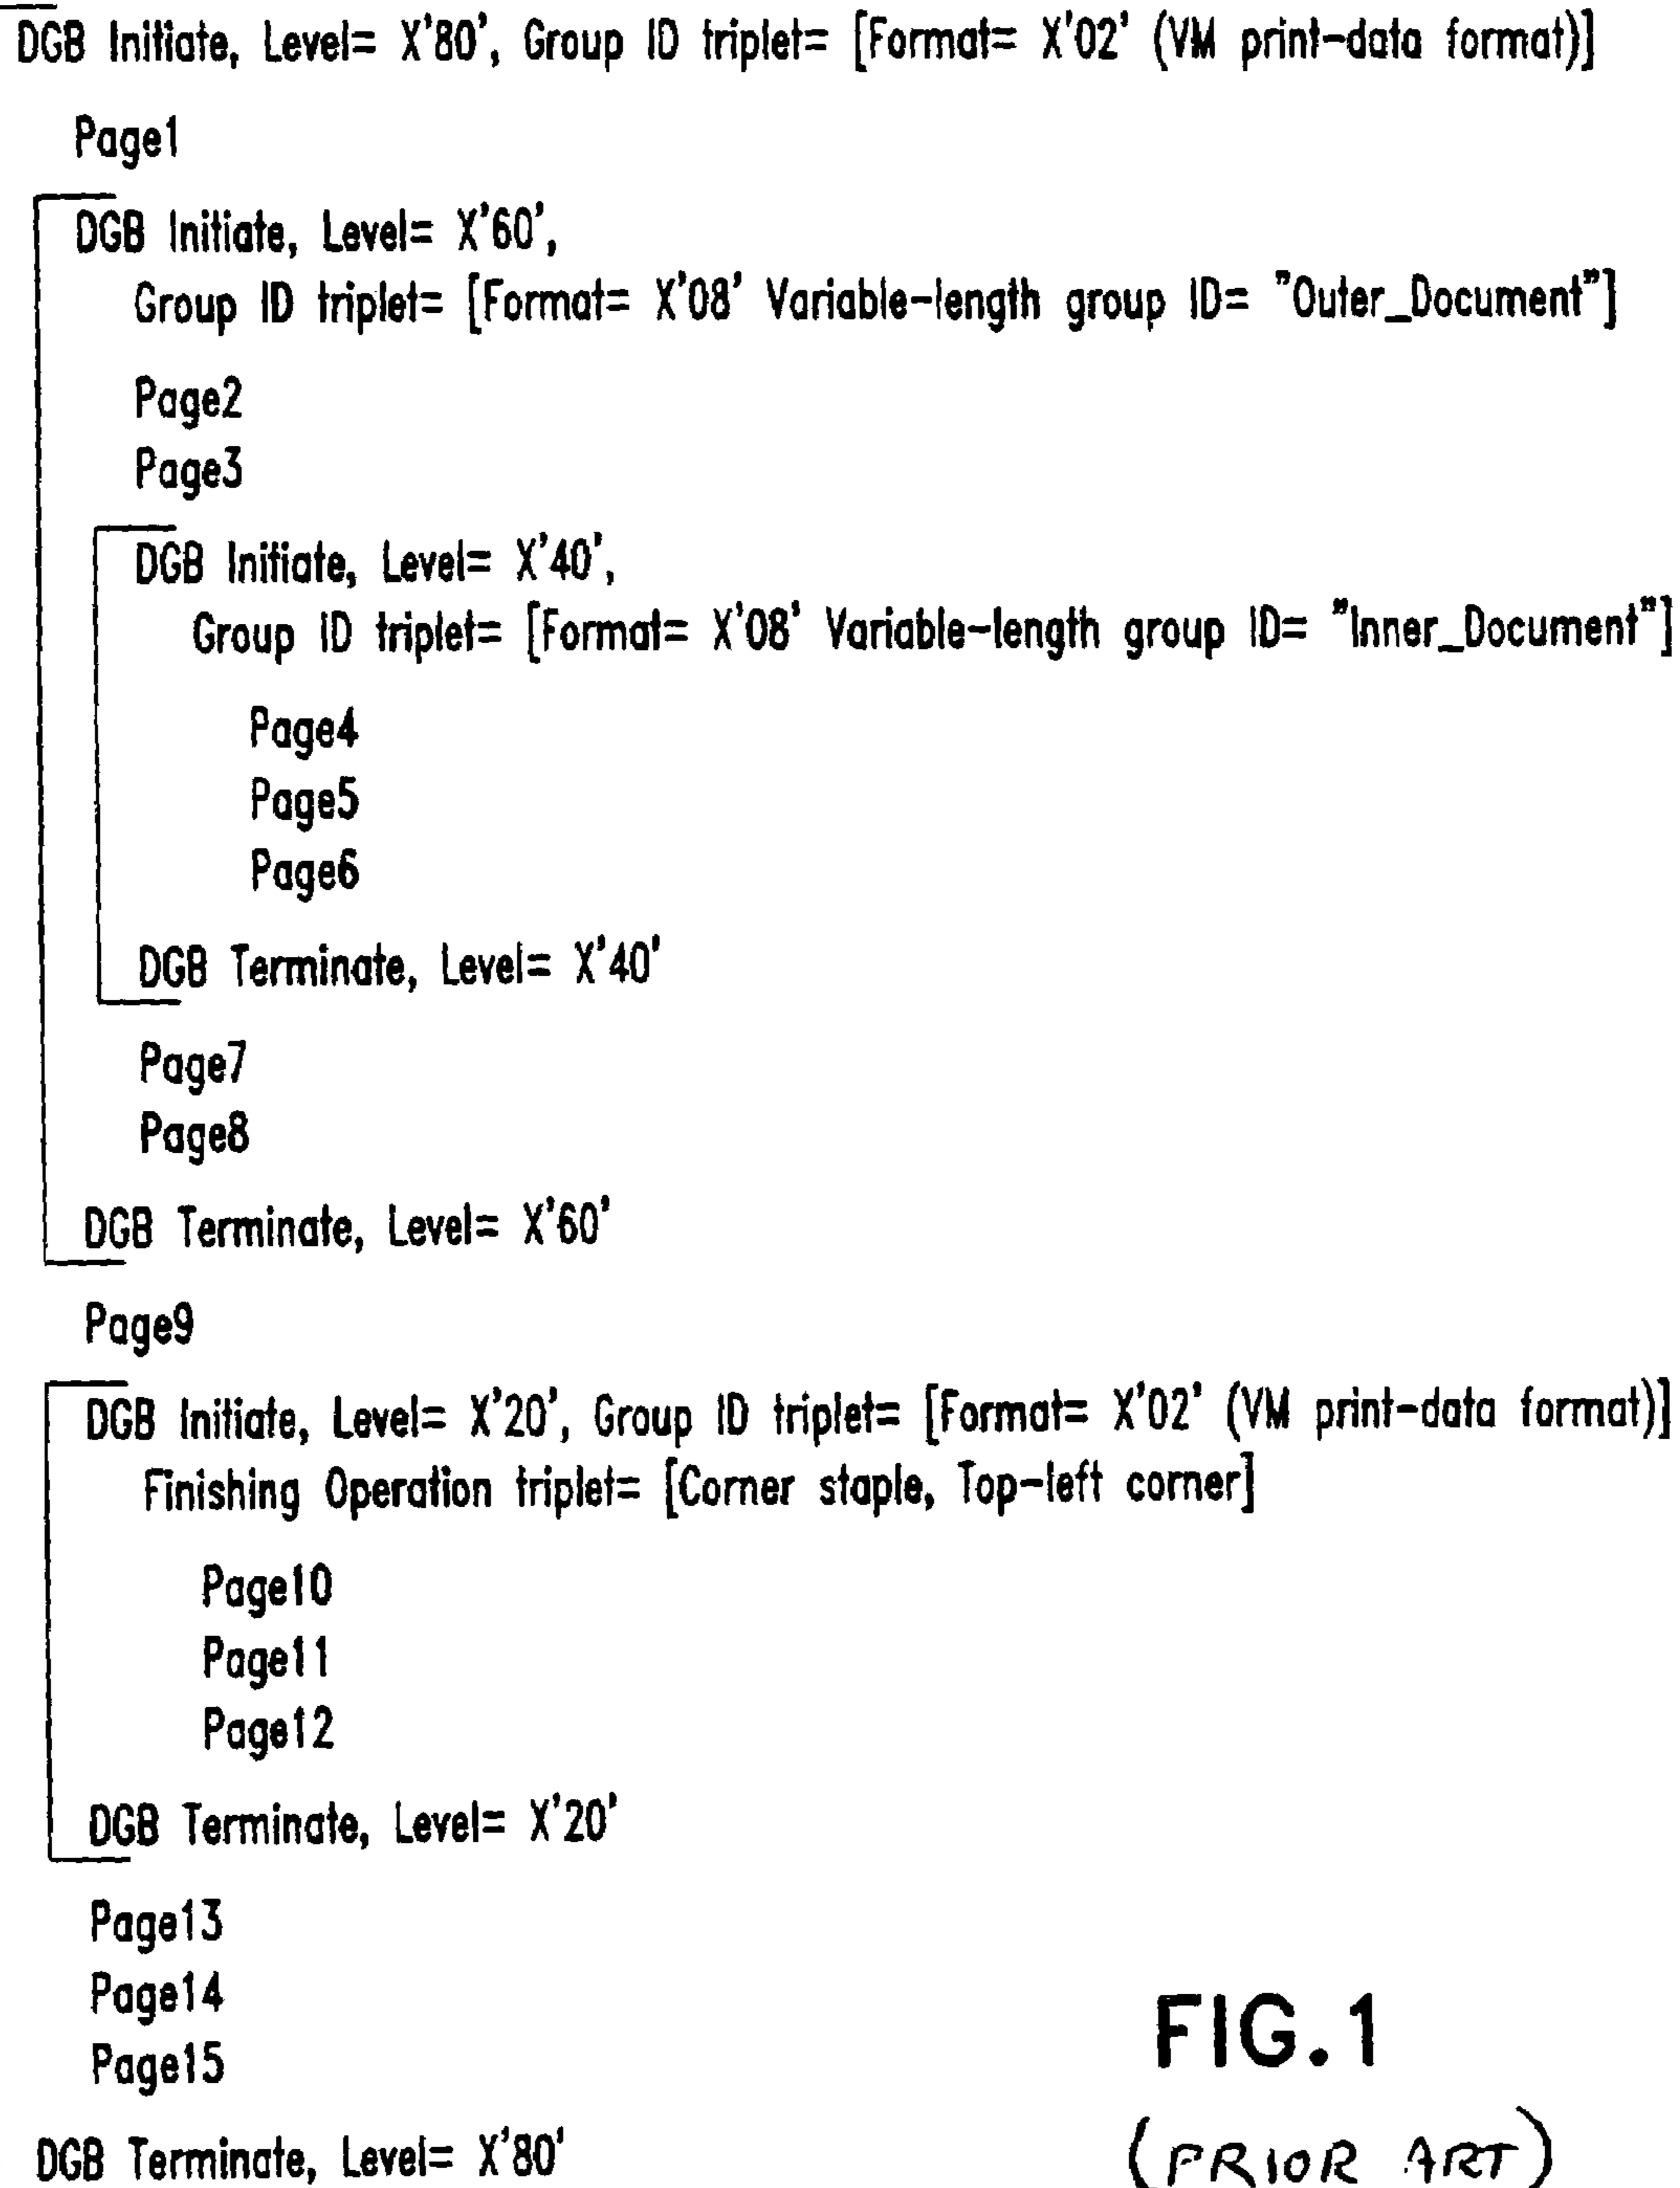 DGB Initiate, Level= X'80', Group ID triplet= [Format= X'02' (VM print-data format)]
Page1
DGB Initiate, Level= X'60',
Group ID triplet= [Format= X'08' Variable-length group ID= "Outer_Document"]
Page2
Page3
DGB Initiate, Level= X'40',
Group ID triplet= [Format= X'08' Variable-length group ID= "Inner_Document"]
Page4
Page5
Page6
DGB Terminate, Level= X'40'
Page7
Page8
DGB Terminate, Level= X'60'
Page9
DGB Initiate, Level= X'20', Group ID triplet= [Format= X'02' (VM print-data format)]
Finishing Operation triplet= [Corner staple, Top-left corner]
Page10
Page11
Page12
DGB Terminate, Level= X'20'
Page13
Page14
Page15
DGB Terminate, Level= X'80'
FIG.1
(PRIOR ART)